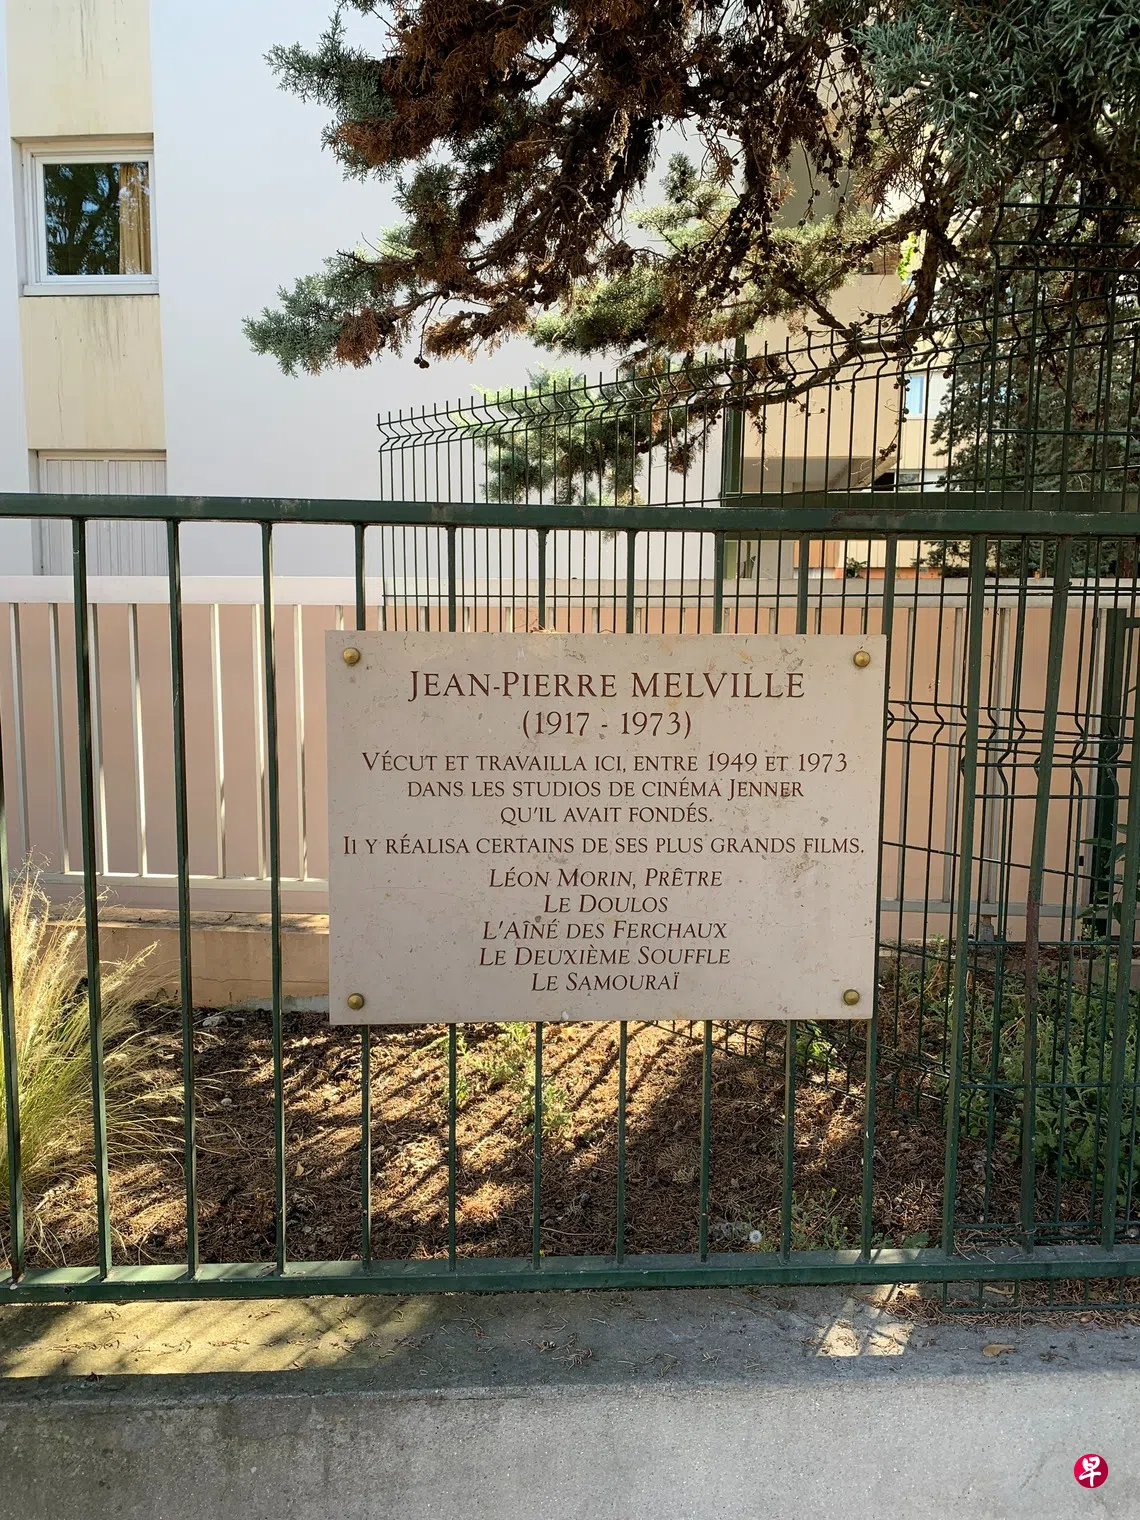 JEAN-PIERRE MELVILLE
(1917 - 1973)
VÉCUT ET TRAVAILLA ICI, ENTRE 1949 ET 1973
DANS LES STUDIOS DE CINÉMA JENNER
QU'IL AVAIT FONDÉS.
Il Y RÉALISA CERTAINS DE SES PLUS GRANDS FILMS.
LÉON MORIN, PRÊTRE
LE DOULOS
L'AÎNÉ DES FERCHAUX
LE DEUXIÈME SOUFFLE
LE SAMOURAÏ
早